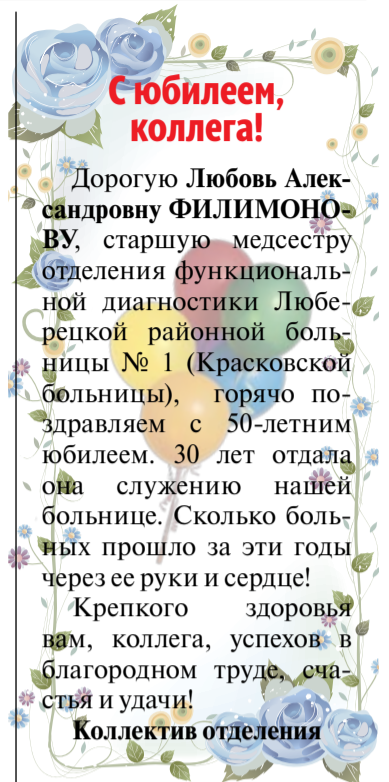 С юбилеем,
коллега!
Дорогую Любовь Алек-
сандровну ФИЛИМОНО-
ВУ, старшую медсестру
отделения функциональ-
ной диагностики Любе-
рецкой районной боль-
ницы № 1 (Красковской
больницы), горячо по-
здравляем с 50-летним
юбилеем. 30 лет отдала
она служению нашей
больнице. Сколько боль-
ных прошло за эти годы
через ее руки и сердце!
Крепкого здоровья
вам, коллега, успехов в
благородном труде, сча-
стья и удачи!
Коллектив отделения